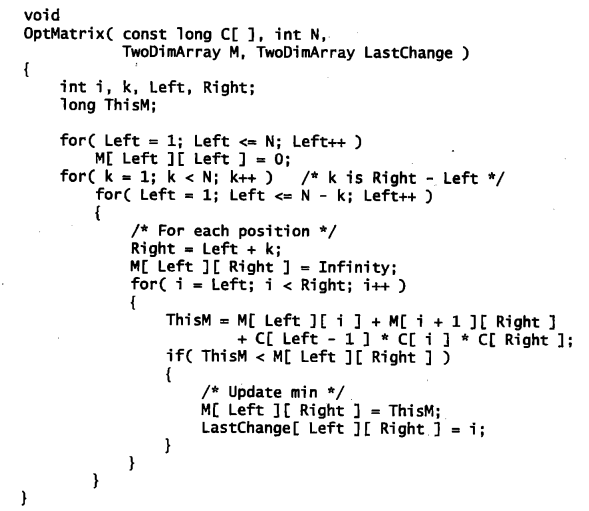 void
OptMatrix( const long C[ ], int N,
           TwoDimArray M, TwoDimArray LastChange )
{
    int i, k, Left, Right;
    long ThisM;

    for( Left = 1; Left <= N; Left++ )
        M[ Left ][ Left ] = 0;
    for( k = 1; k < N; k++ )   /* k is Right - Left */
        for( Left = 1; Left <= N - k; Left++ )
        {
            /* For each position */
            Right = Left + k;
            M[ Left ][ Right ] = Infinity;
            for( i = Left; i < Right; i++ )
            {
                ThisM = M[ Left ][ i ] + M[ i + 1 ][ Right ]
                        + C[ Left - 1 ] * C[ i ] * C[ Right ];
                if( ThisM < M[ Left ][ Right ] )
                {
                    /* Update min */
                    M[ Left ][ Right ] = ThisM;
                    LastChange[ Left ][ Right ] = i;
                }
            }
        }
}